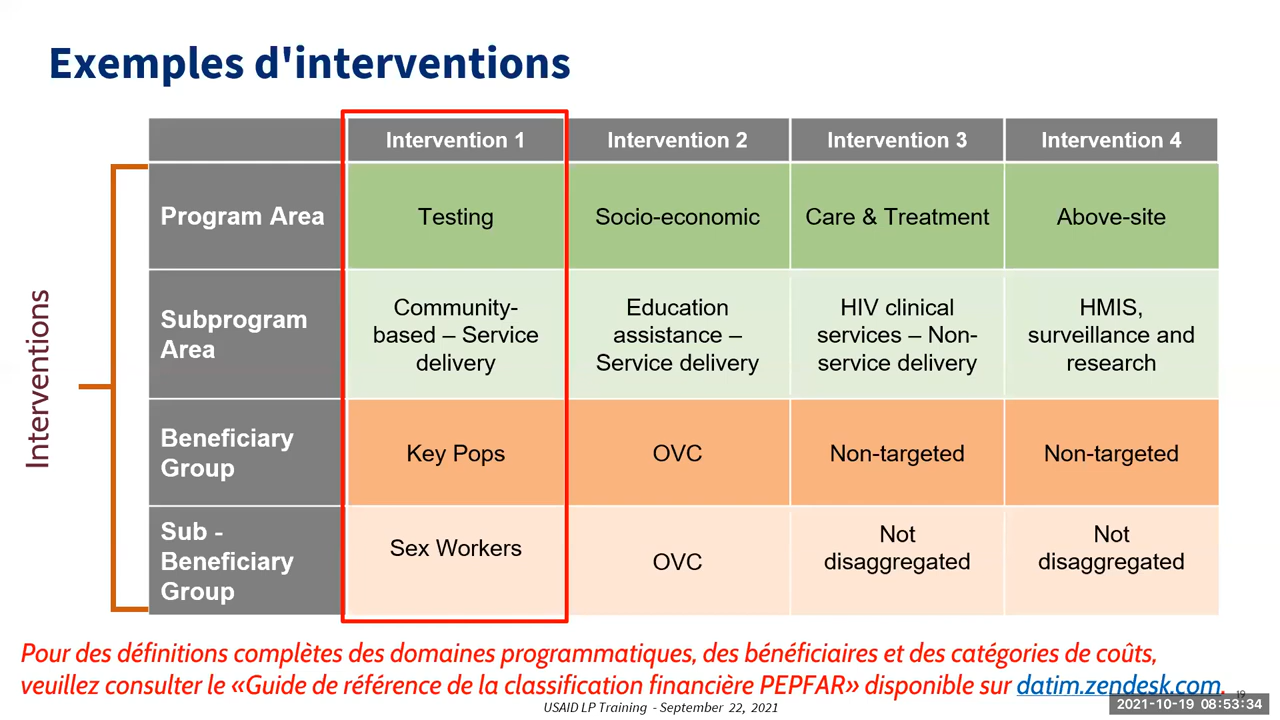 Exemples d'interventions
Intervention 1
Intervention 2
Intervention 3
Intervention 4
Interventions
Program Area
Testing
Socio-economic
Care & Treatment
Above-site
Subprogram
Area
Community-
based – Service
delivery
Education
assistance –
Service delivery
HIV clinical
services – Non-
service delivery
HMIS,
surveillance and
research
Beneficiary
Group
Key Pops
OVC
Non-targeted
Non-targeted
Sub -
Beneficiary
Group
Sex Workers
OVC
Not
disaggregated
Not
disaggregated
Pour des définitions complètes des domaines programmatiques, des bénéficiaires et des catégories de coûts,
veuillez consulter le «Guide de référence de la classification financière PEPFAR» disponible sur datim.zendesk.com.
19
USAID LP Training - September 22, 2021
2021-10-19 08:53:34